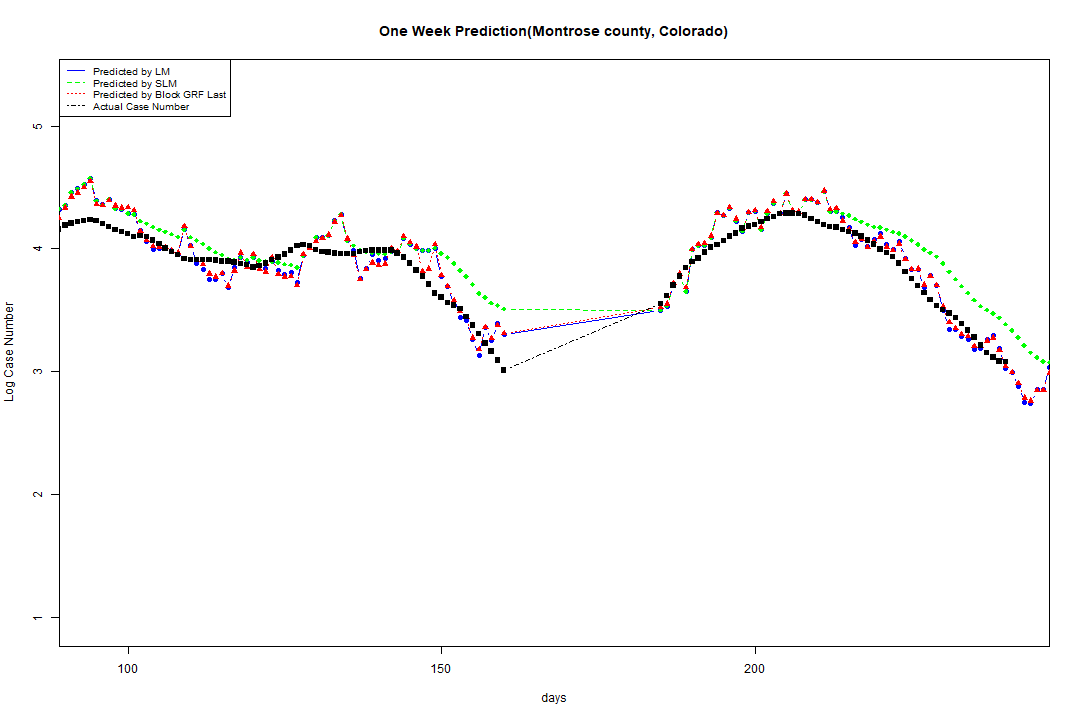 One Week Prediction(Montrose county, Colorado)
Predicted by LM
Predicted by SLM
Predicted by Block GRF Last
Actual Case Number
5
4
3
2
1
Log Case Number
100
150
200
days